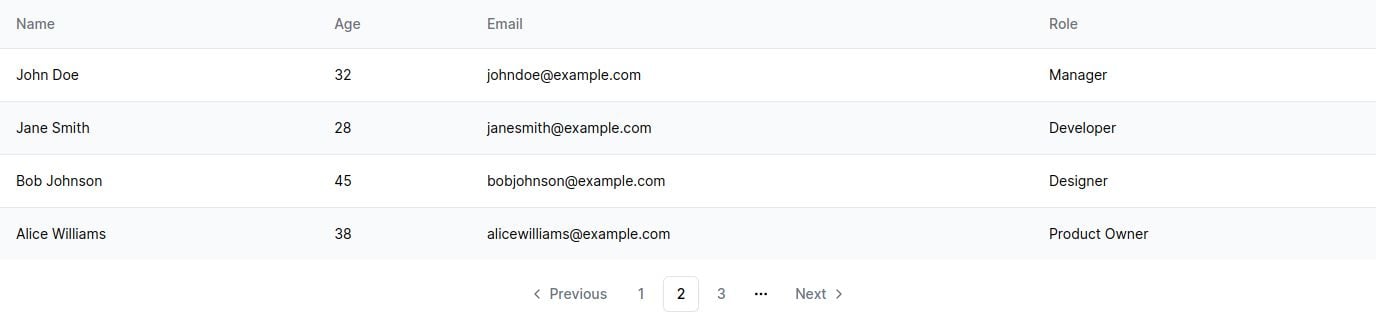 Name Age Email Role
John Doe 32 johndoe@example.com Manager
Jane Smith 28 janesmith@example.com Developer
Bob Johnson 45 bobjohnson@example.com Designer
Alice Williams 38 alicewilliams@example.com Product Owner
Previous 1 2 3 ... Next